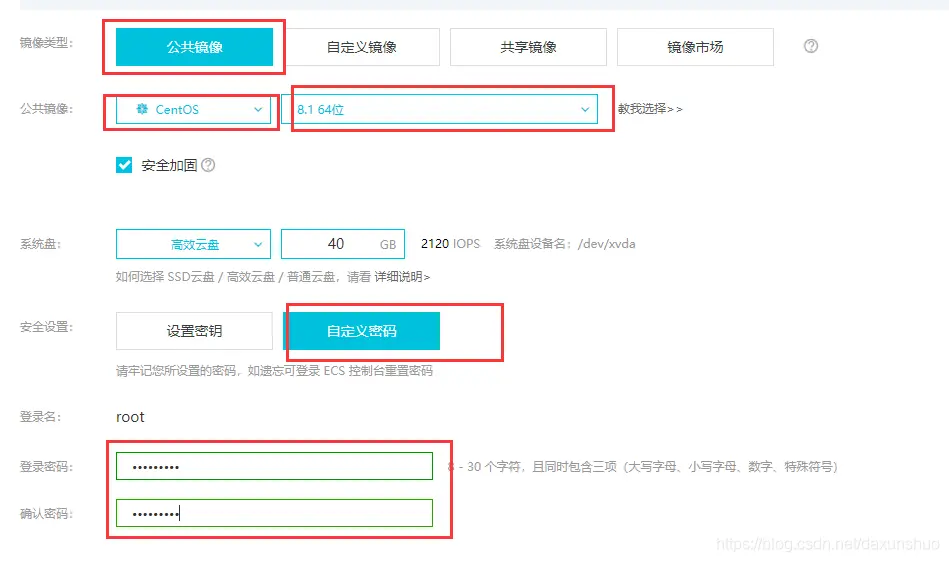 镜像类型: 公共镜像 自定义镜像 共享镜像 镜像市场 ?
公共镜像: CentOS 8.1 64位 教我选择>>
安全加固 ?
系统盘: 高效云盘 40 GB 2120 IOPS 系统盘设备名: /dev/xvda
如何选择 SSD云盘 / 高效云盘 / 普通云盘, 请看 详细说明>
安全设置: 设置密钥 自定义密码
请牢记您所设置的密码, 如遗忘可登录 ECS 控制台重置密码
登录名: root
登录密码: ••••••••• 8 - 30 个字符, 且同时包含三项 (大写字母、小写字母、数字、特殊符号)
确认密码: •••••••••
https://blog.csdn.net/daxunshuo